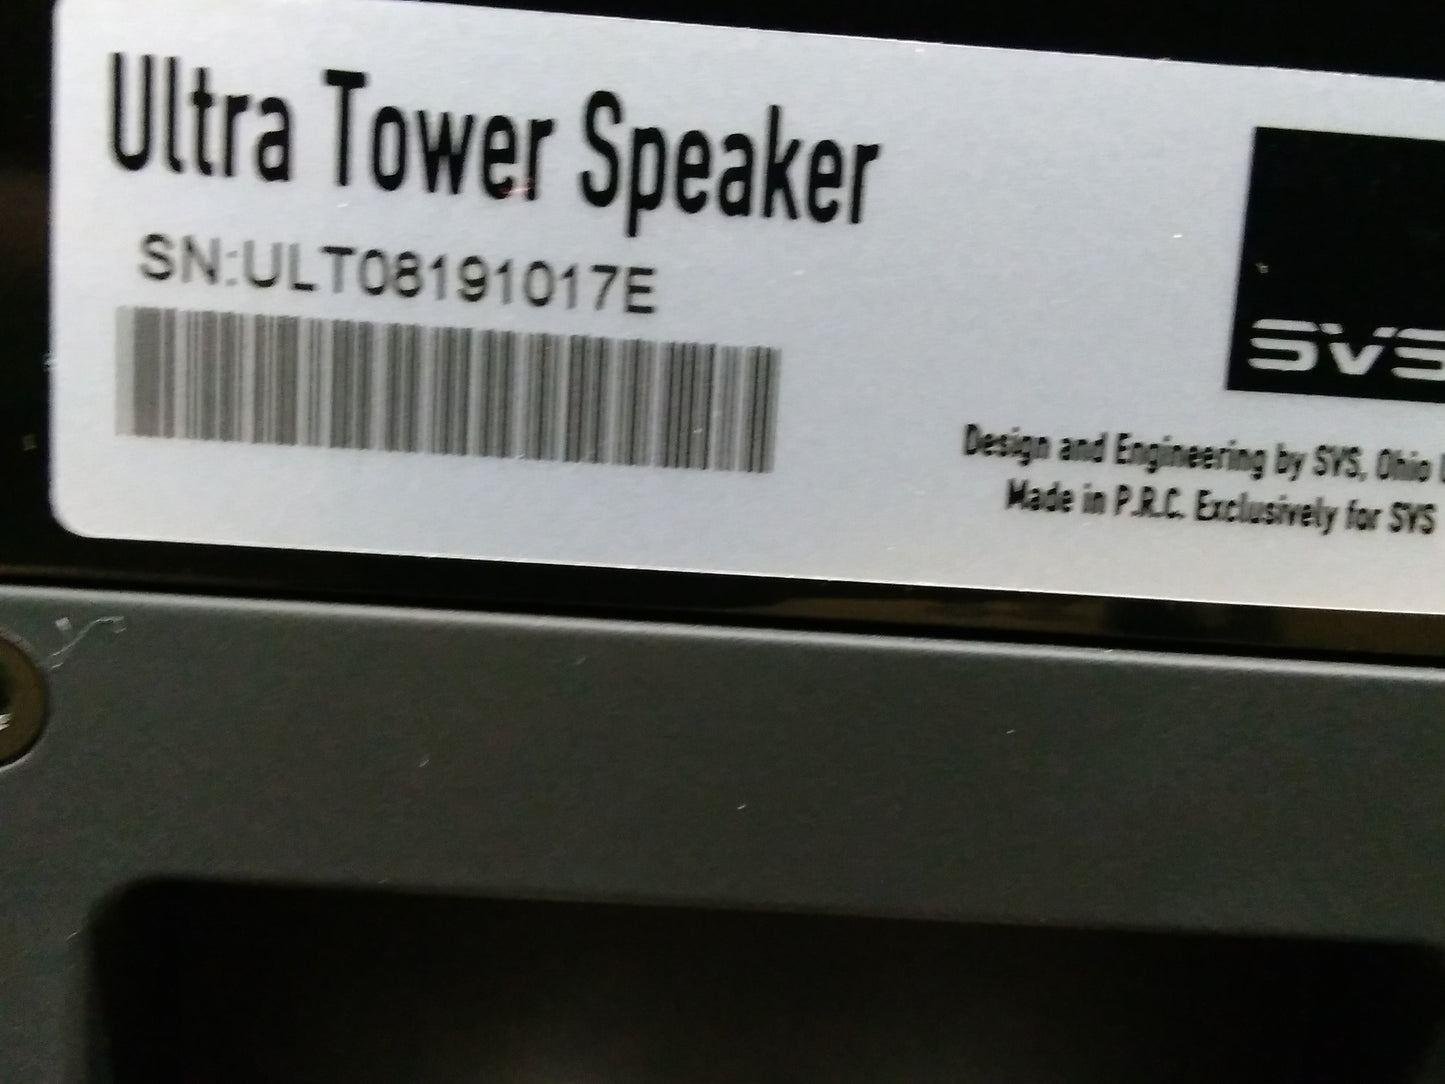 Ultra Tower Speaker
SN:ULT08191017E
SVS
Design and Engineering by SVS, Ohio
Made in P.R.C. Exclusively for SVS